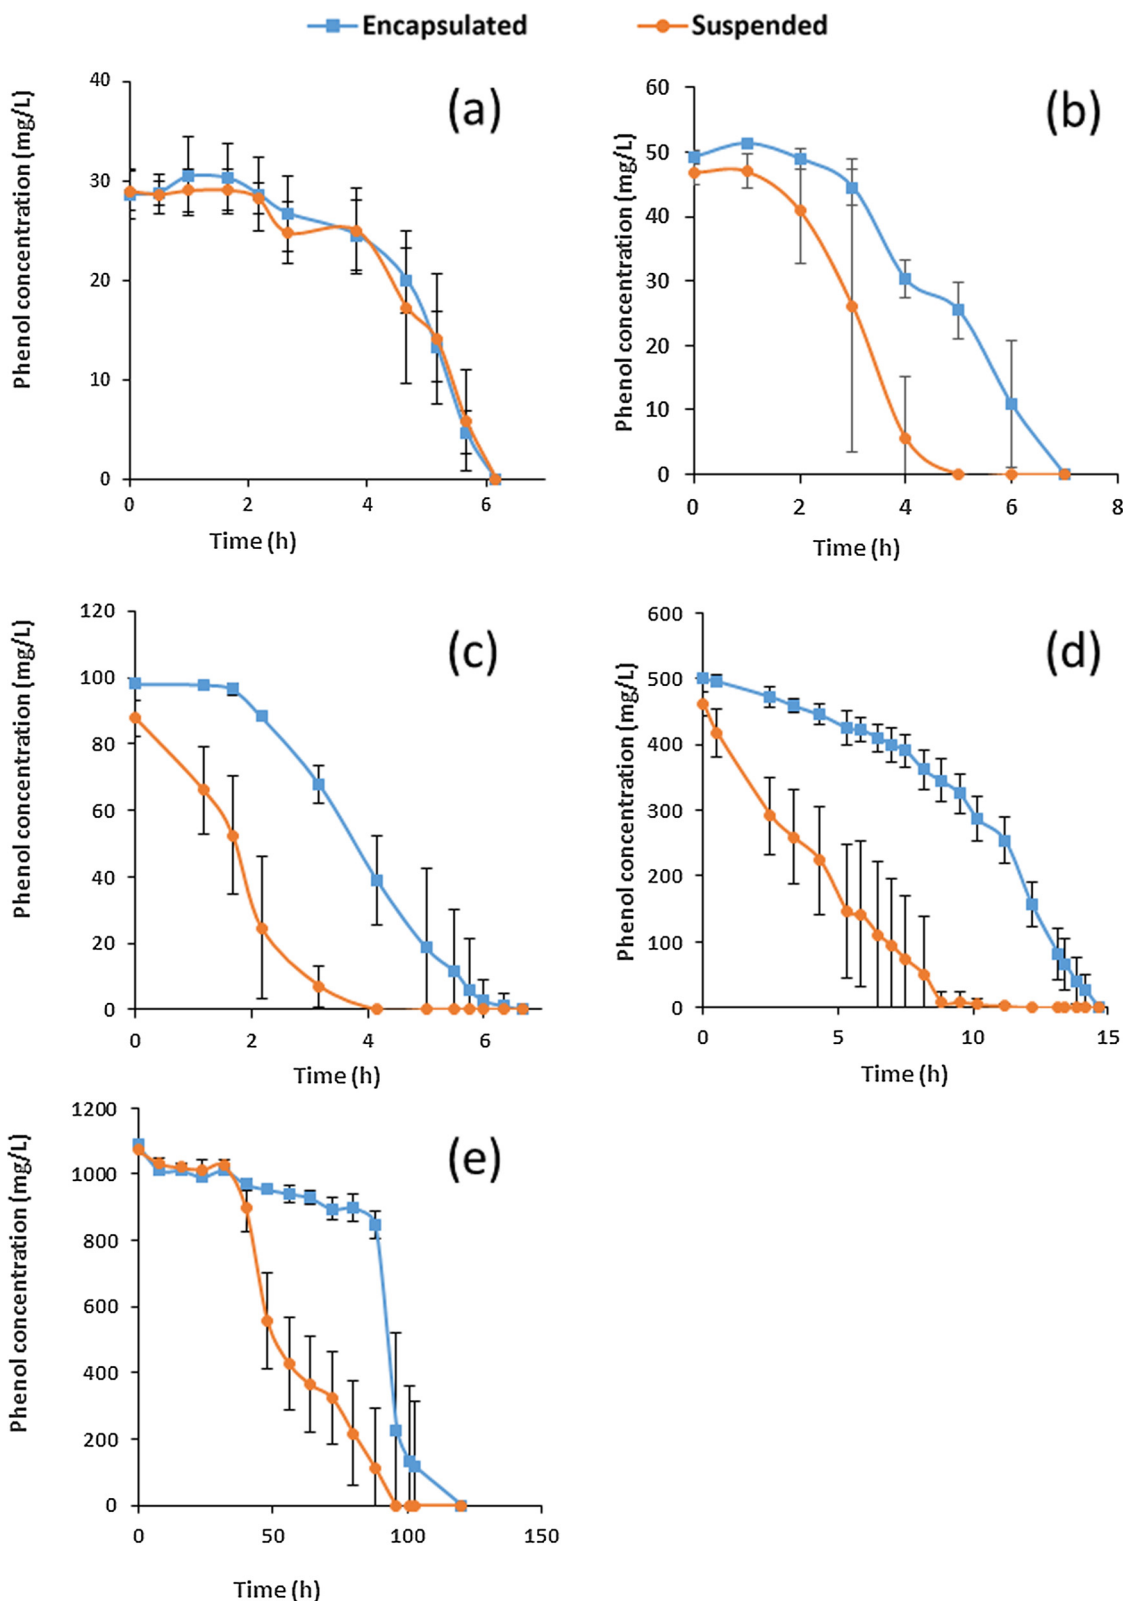 Encapsulated Suspended
(a)
Phenol concentration (mg/L)
40
30
20
10
0
0 2 4 6
Time (h)
(b)
Phenol concentration (mg/L)
60
50
40
30
20
10
0
0 2 4 6 8
Time (h)
(c)
Phenol concentration (mg/L)
120
100
80
60
40
20
0
0 2 4 6
Time (h)
(d)
Phenol concentration (mg/L)
600
500
400
300
200
100
0
0 5 10 15
Time (h)
(e)
Phenol concentration (mg/L)
1200
1000
800
600
400
200
0
0 50 100 150
Time (h)